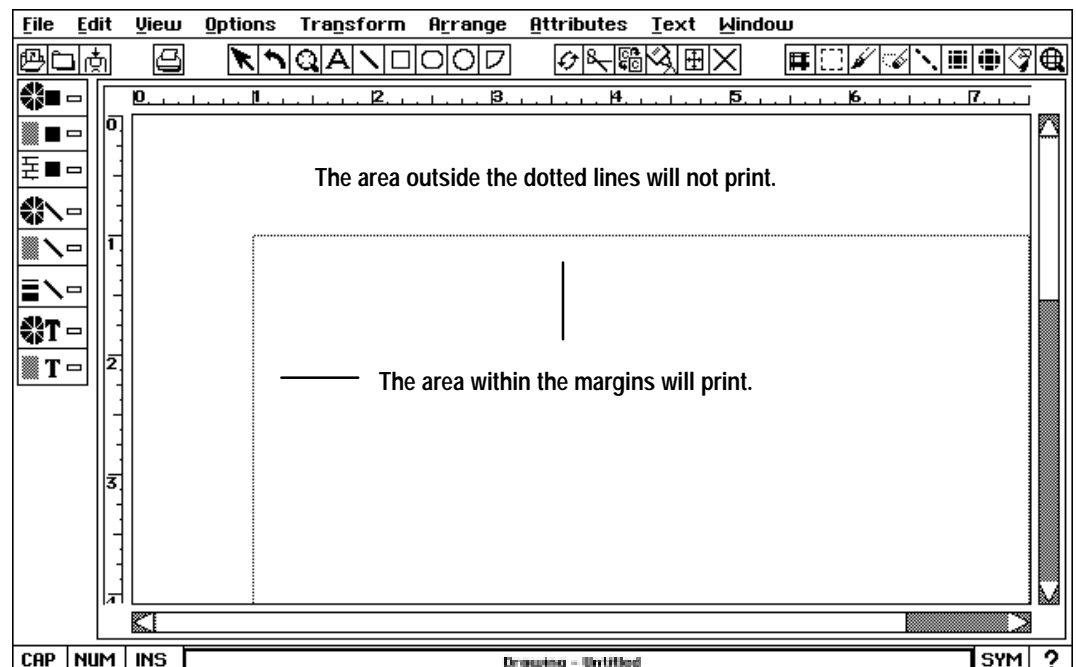 File Edit View Options Transform Arrange Attributes Text Window
A
0 1 2 3 4 5 6 7
0
The area outside the dotted lines will not print.
1
T
2
T
The area within the margins will print.
3
4
CAP NUM INS Drawing - Untitled SYM ?